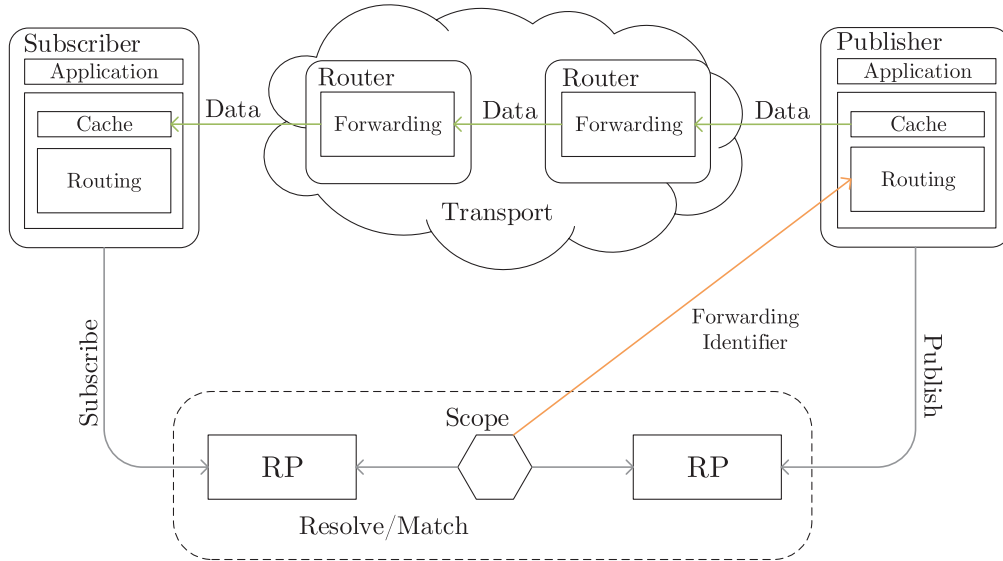 Subscriber
Application
Cache
Routing
Data
Router
Forwarding
Data
Router
Forwarding
Data
Transport
Publisher
Application
Cache
Routing
Subscribe
Forwarding
Identifier
Publish
Scope
RP
RP
Resolve/Match